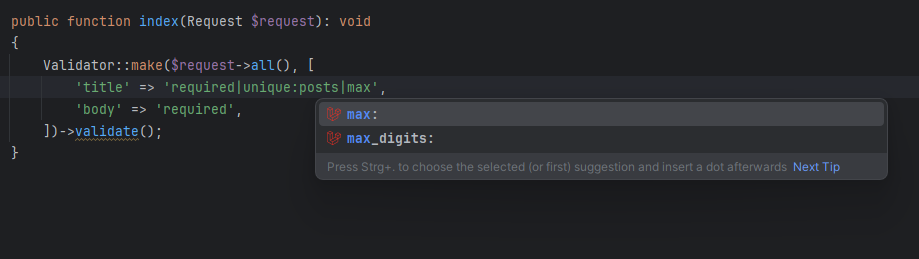 public function index(Request $request): void
{
    Validator::make($request->all(), [
        'title' => 'required|unique:posts|max',
        'body' => 'required',
    ])->validate();
}
max:
max_digits:
Press Strg+. to choose the selected (or first) suggestion and insert a dot afterwards Next Tip